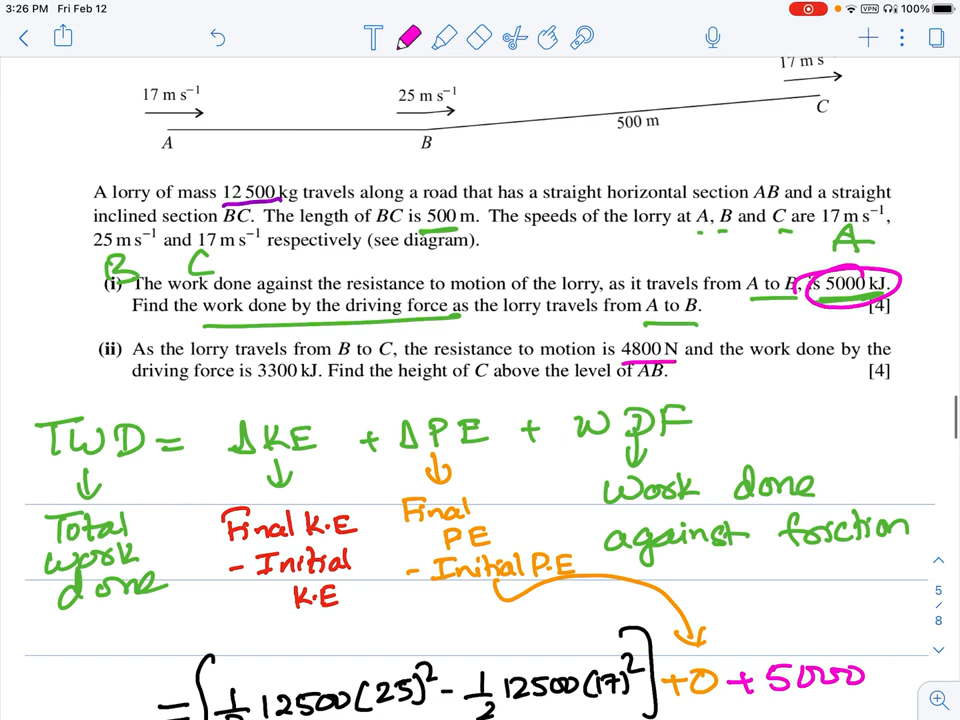 3:26 PM Fri Feb 12
VPN
100%
T
17 m s
17 m s⁻¹
25 m s⁻¹
A
B
500 m
C
A lorry of mass 12 500 kg travels along a road that has a straight horizontal section AB and a straight
inclined section BC. The length of BC is 500 m. The speeds of the lorry at A, B and C are 17 m s⁻¹,
25 m s⁻¹ and 17 m s⁻¹ respectively (see diagram).
A
B C
(i) The work done against the resistance to motion of the lorry, as it travels from A to B, is 5000 kJ.
Find the work done by the driving force as the lorry travels from A to B. [4]
(ii) As the lorry travels from B to C, the resistance to motion is 4800 N and the work done by the
driving force is 3300 kJ. Find the height of C above the level of AB. [4]
TWD = ΔKE + ΔPE + WDF
Total work done
Final K.E - Initial K.E
Final PE - Initial P.E
Work done against friction
5 / 8
= [½ 12500(25)² - ½ 12500(17)²] + 0 + 5000